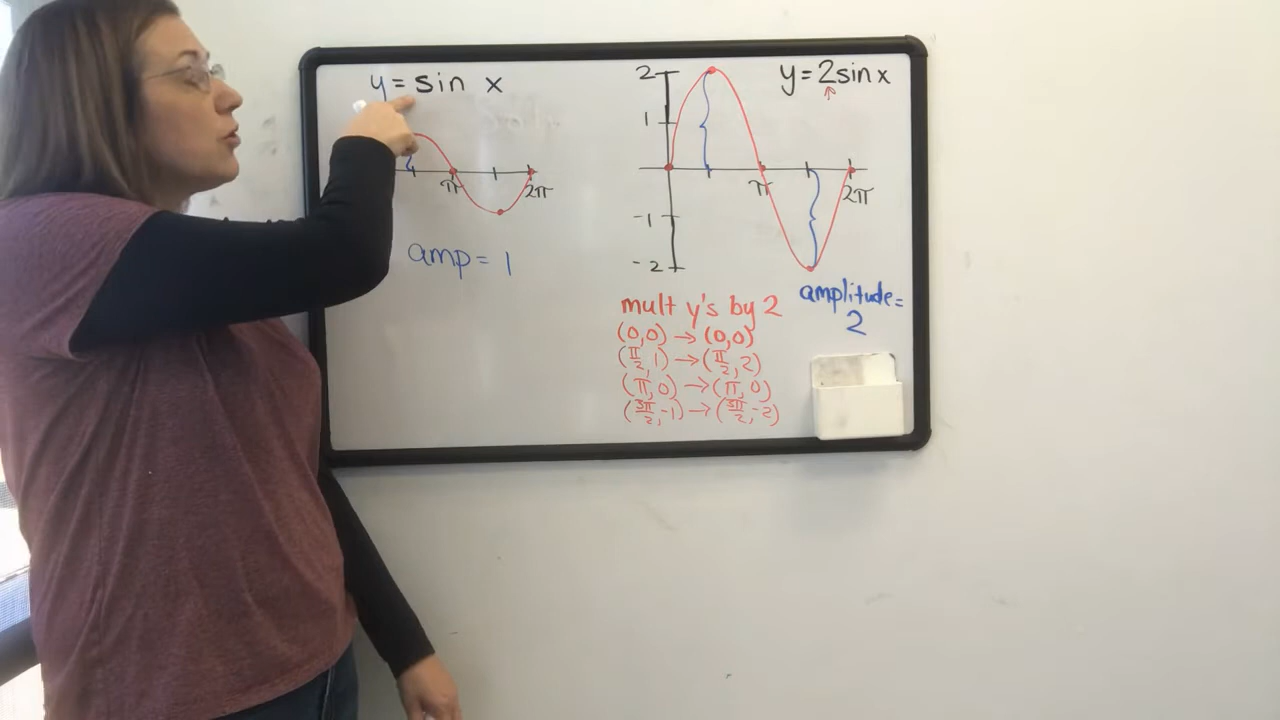 y = sin x
π
2π
amp = 1
y = 2sinx
2
1
-1
-2
π
2π
mult y's by 2
(0,0) → (0,0)
(π/2, 1) → (π/2, 2)
(π, 0) → (π, 0)
(3π/2, -1) → (3π/2, -2)
amplitude =
2